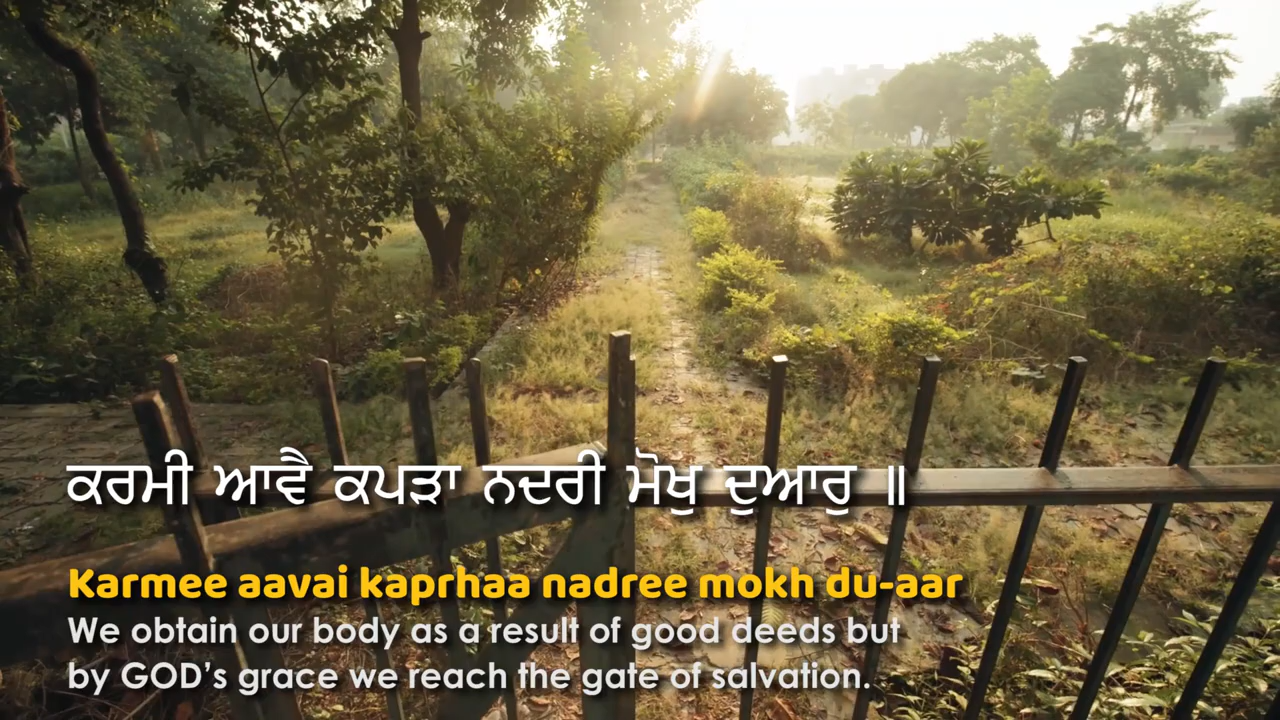 ਕਰਮੀ ਆਵੈ ਕਪੜਾ ਨਦਰੀ ਮੋਖੁ ਦੁਆਰੁ ॥
Karmee aavai kaprhaa nadree mokh du-aar
We obtain our body as a result of good deeds but
by GOD’s grace we reach the gate of salvation.